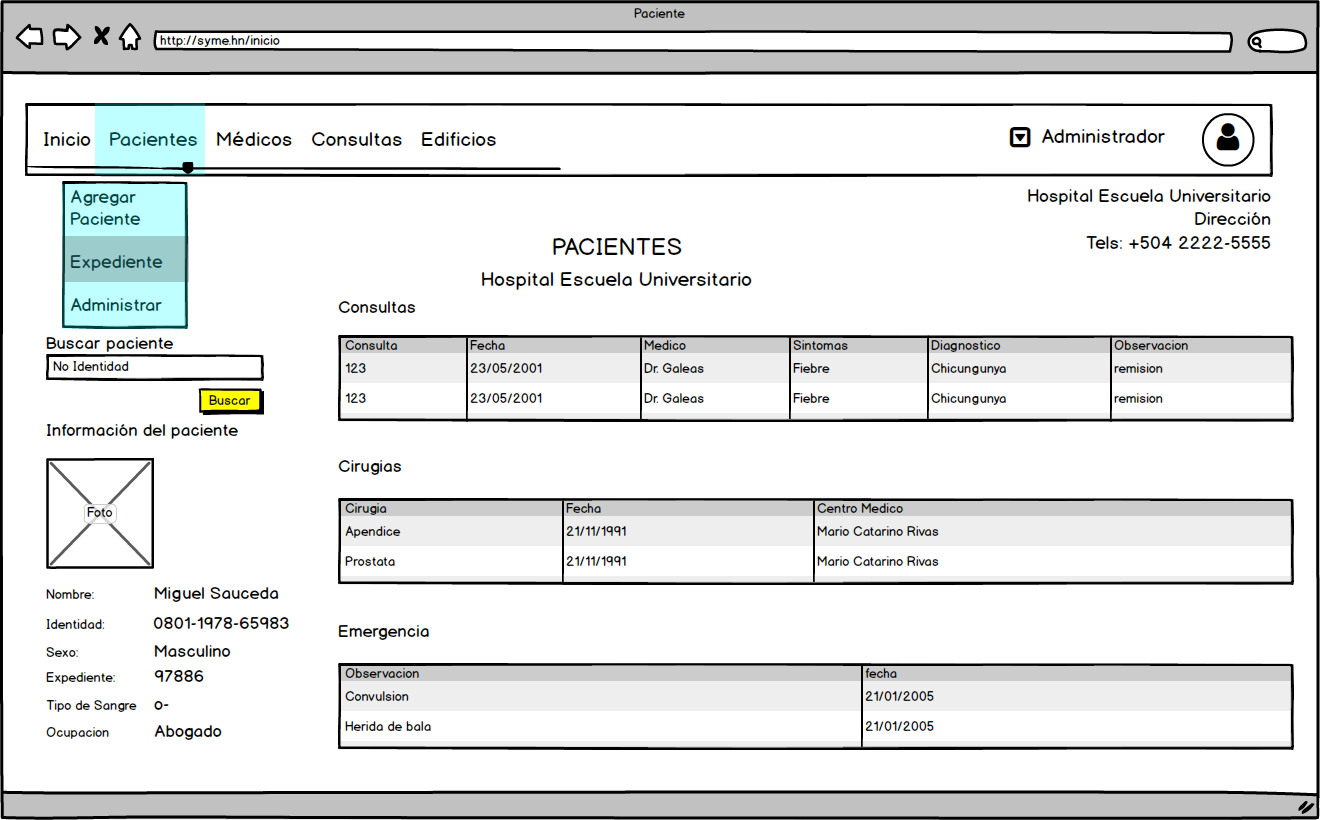 Paciente
http://syme.hn/inicio
Inicio Pacientes Médicos Consultas Edificios Administrador
Agregar
Paciente
Expediente
Administrar
Hospital Escuela Universitario
Dirección
Tels: +504 2222-5555
PACIENTES
Hospital Escuela Universitario
Buscar paciente
No Identidad
Buscar
Información del paciente
Foto
Nombre: Miguel Sauceda
Identidad: 0801-1978-65983
Sexo: Masculino
Expediente: 97886
Tipo de Sangre o-
Ocupacion Abogado
Consultas
Consulta Fecha Medico Sintomas Diagnostico Observacion
123 23/05/2001 Dr. Galeas Fiebre Chicungunya remision
123 23/05/2001 Dr. Galeas Fiebre Chicungunya remision
Cirugias
Cirugia Fecha Centro Medico
Apendice 21/11/1991 Mario Catarino Rivas
Prostata 21/11/1991 Mario Catarino Rivas
Emergencia
Observacion fecha
Convulsion 21/01/2005
Herida de bala 21/01/2005